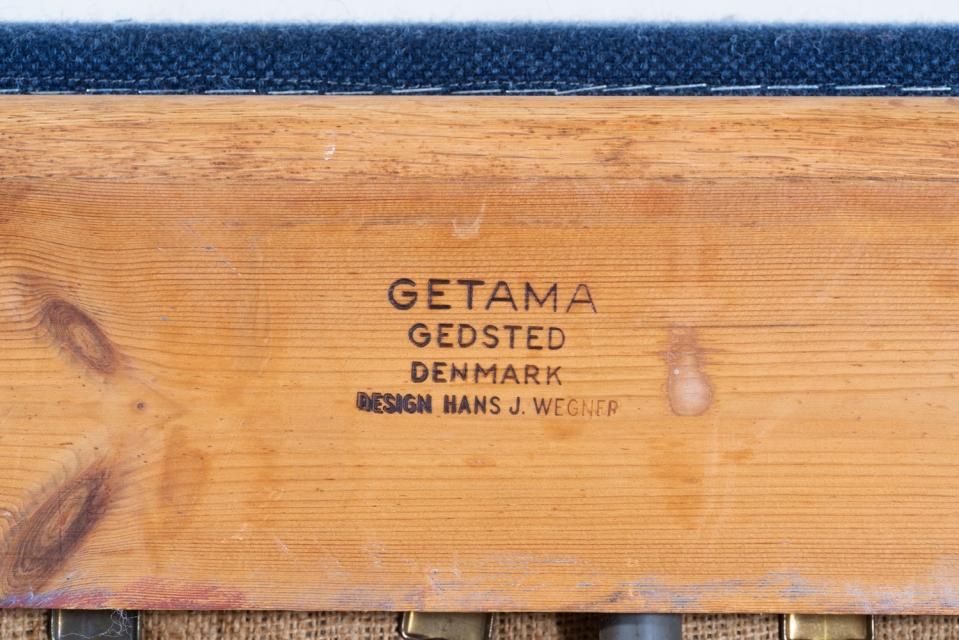 GETAMA
GEDSTED
DENMARK
DESIGN HANS J. WEGNER